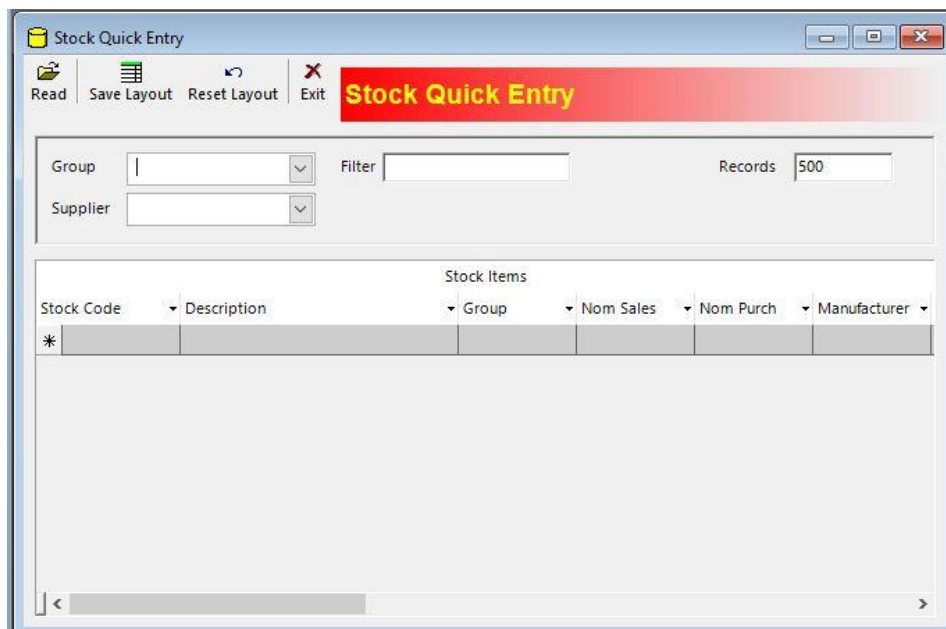 Stock Quick Entry
Read Save Layout Reset Layout Exit Stock Quick Entry
Group Filter Records 500
Supplier
Stock Items
Stock Code Description Group Nom Sales Nom Purch Manufacturer